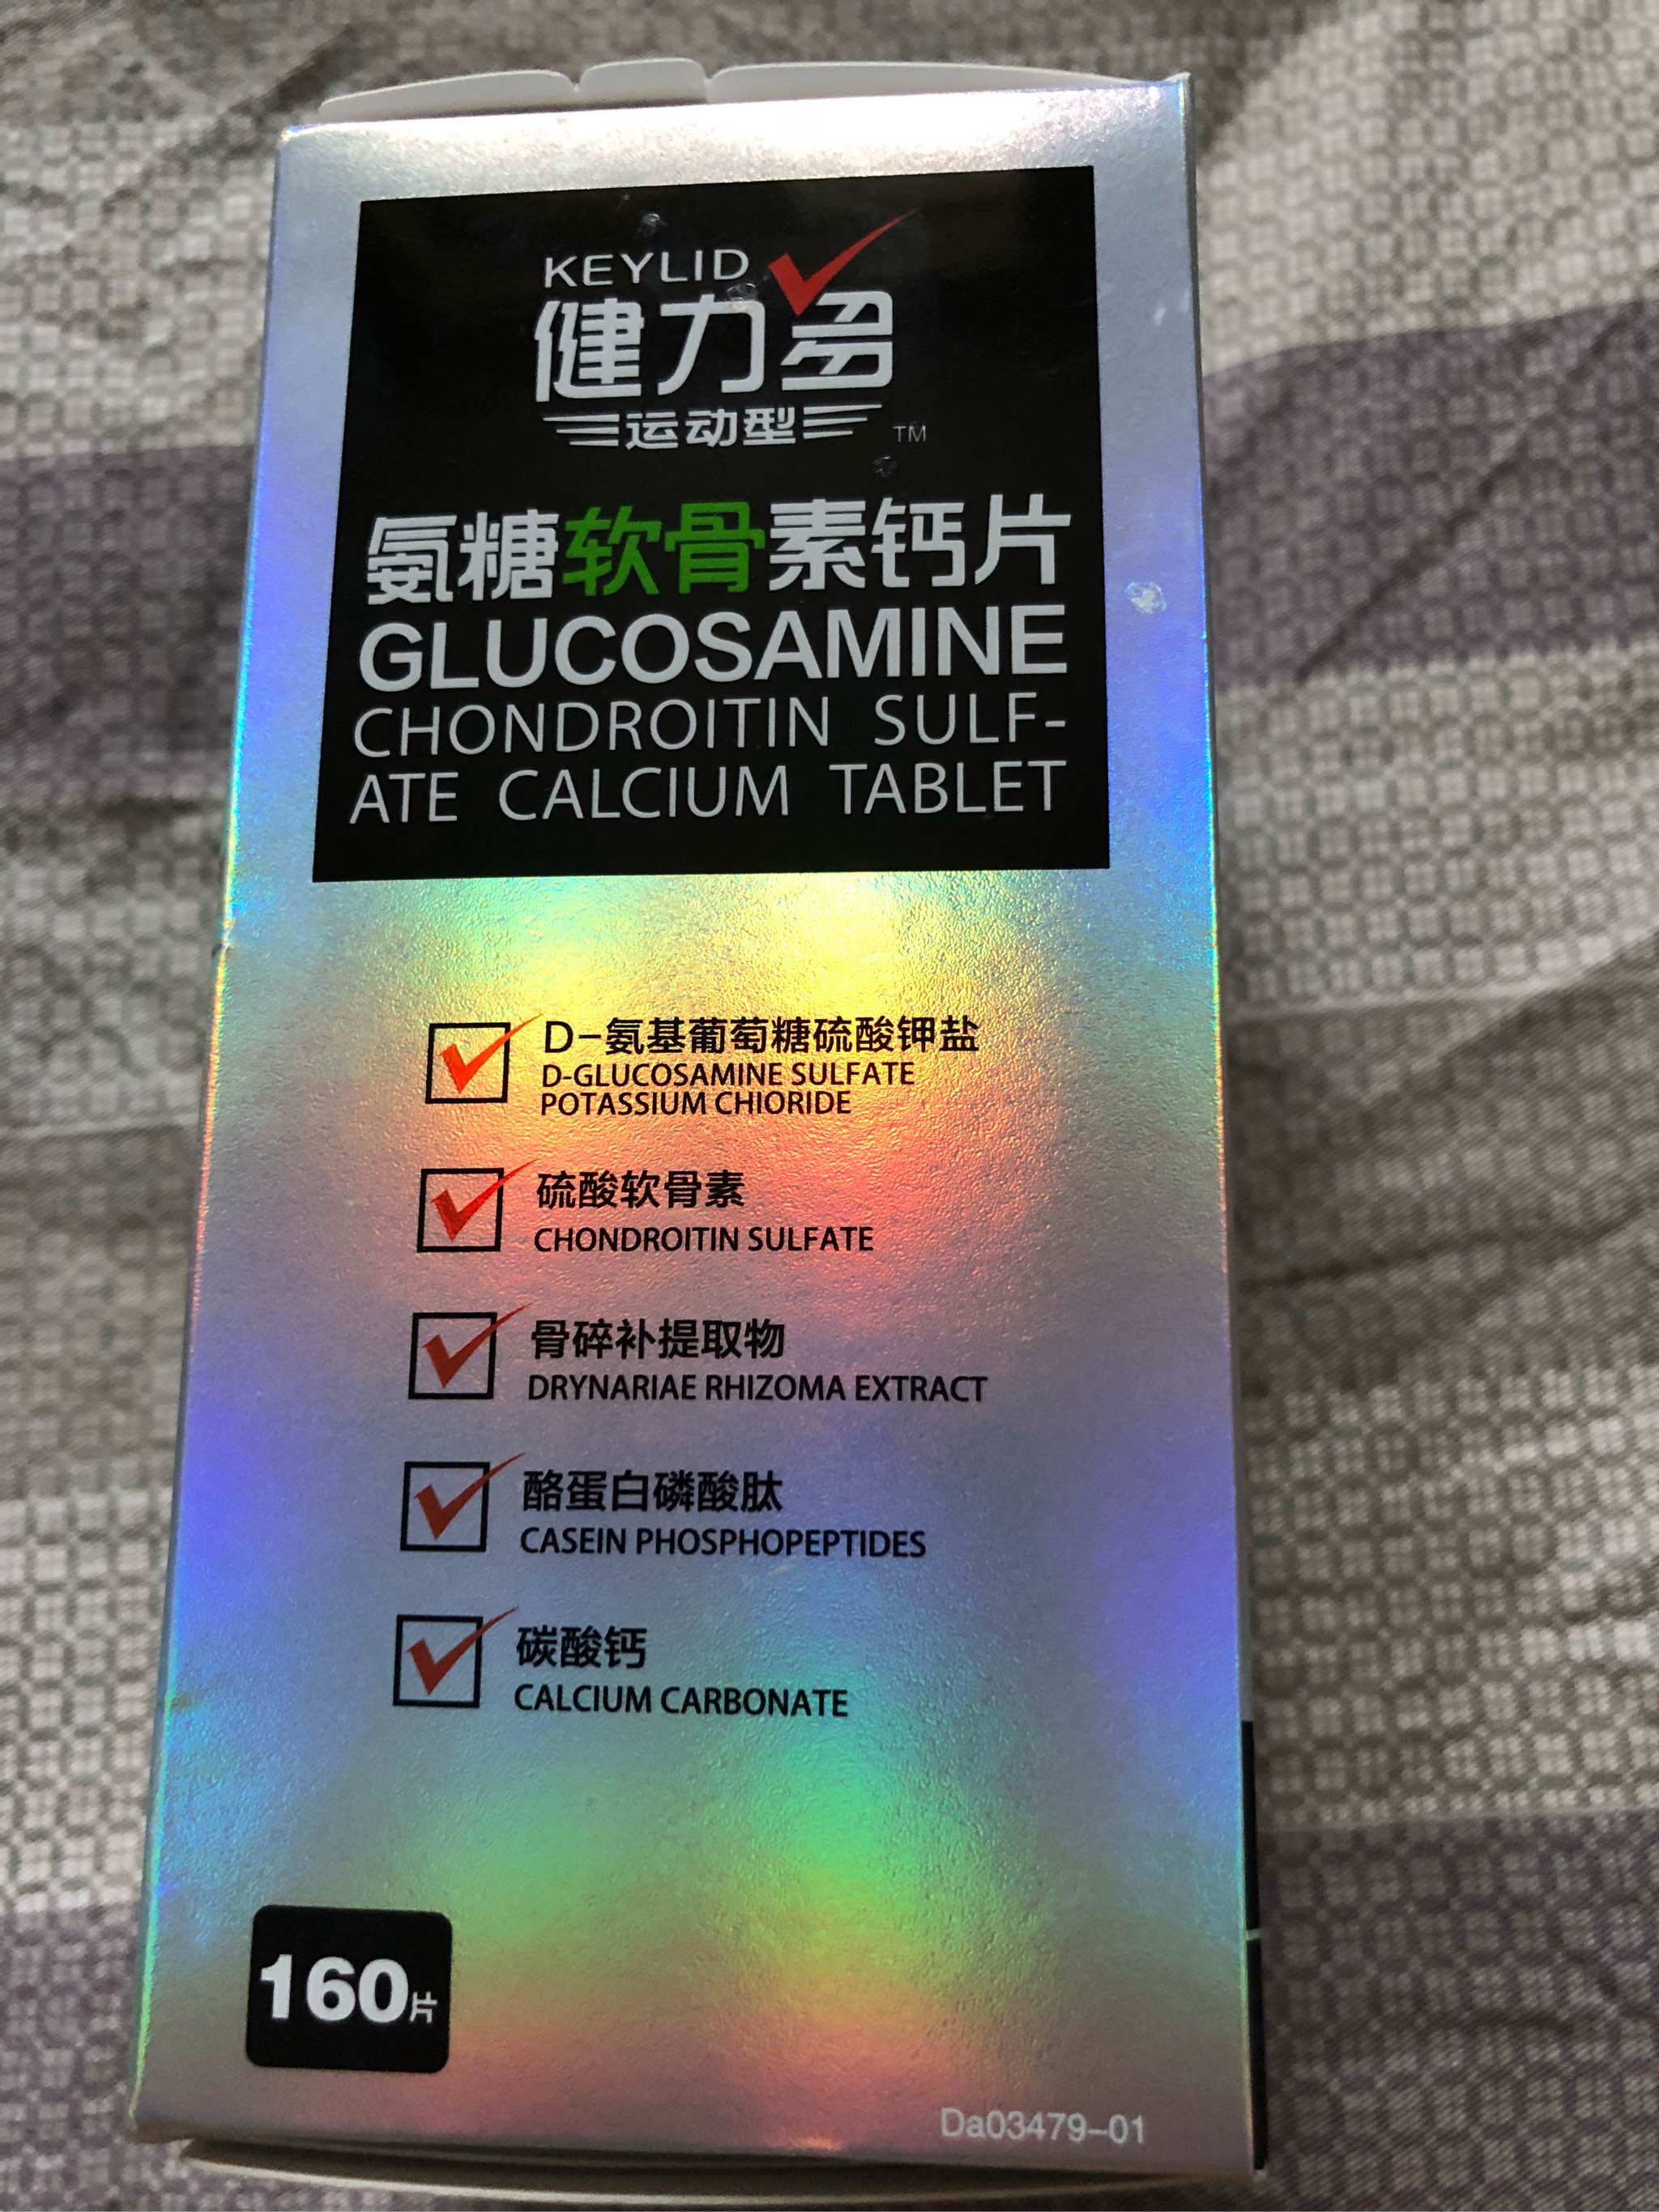 KEYLID
健力多
运动型
TM
氨糖软骨素钙片
GLUCOSAMINE
CHONDROITIN SULF-
ATE CALCIUM TABLET
D-氨基葡萄糖硫酸钾盐
D-GLUCOSAMINE SULFATE
POTASSIUM CHIORIDE
硫酸软骨素
CHONDROITIN SULFATE
骨碎补提取物
DRYNARIAE RHIZOMA EXTRACT
酪蛋白磷酸肽
CASEIN PHOSPHOPEPTIDES
碳酸钙
CALCIUM CARBONATE
160片
Da03479-01